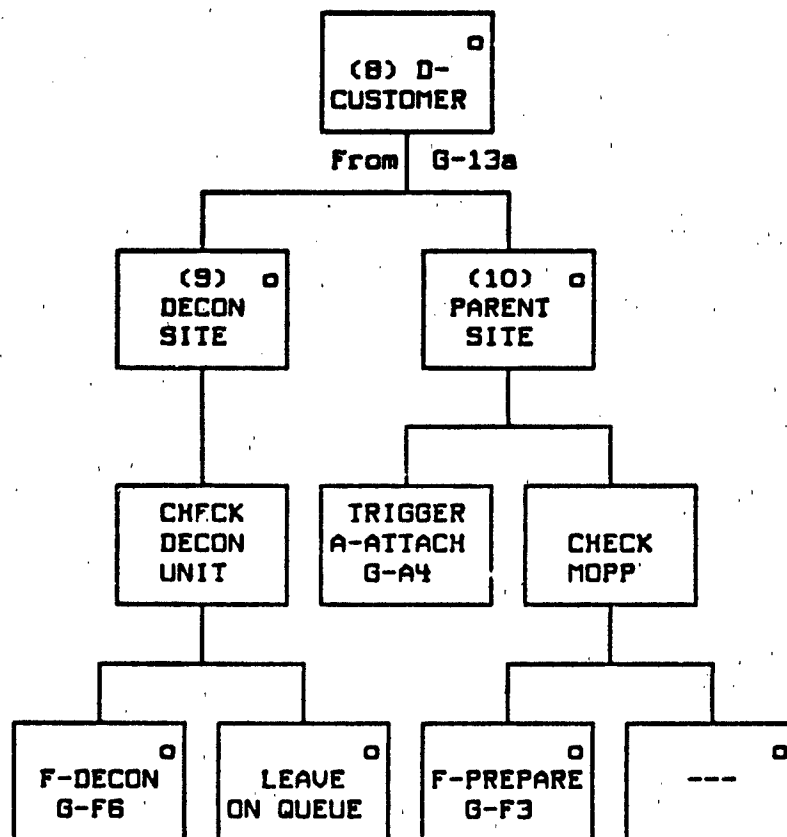 (8) D-
CUSTOMER
From G-13a
(9)
DECON
SITE
(10)
PARENT
SITE
CHECK
DECON
UNIT
TRIGGER
A-ATTACH
G-A4
CHECK
MOPP
F-DECON
G-F6
LEAVE
ON QUEUE
F-PREPARE
G-F3
---